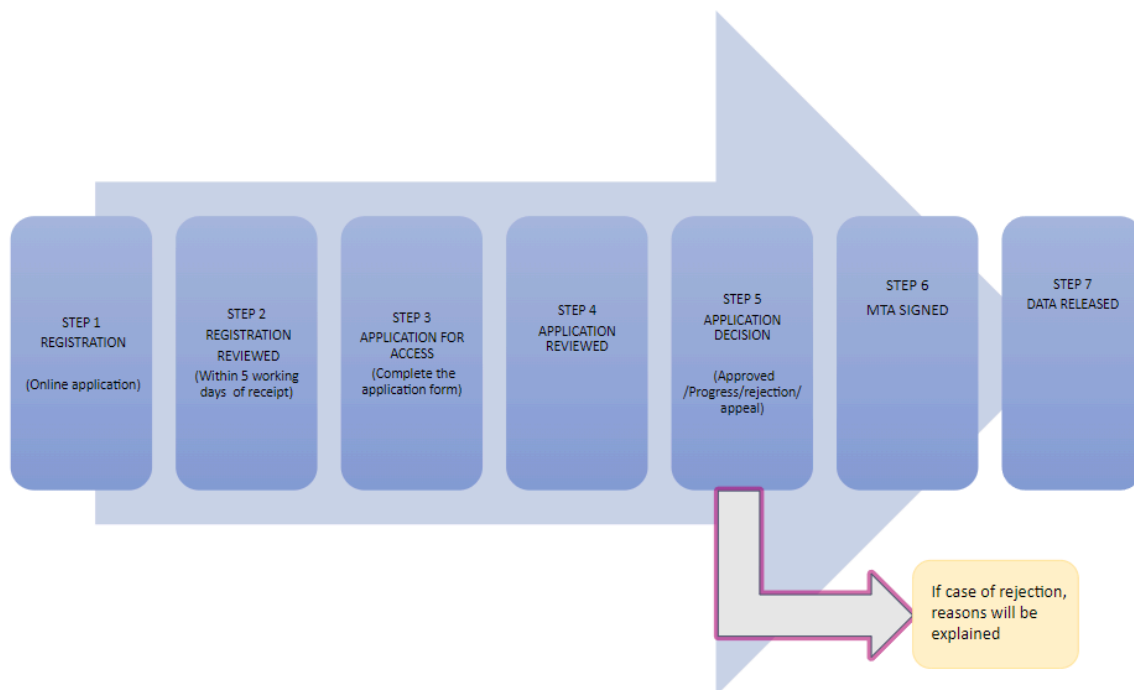 STEP 1
REGISTRATION
(Online application)
STEP 2
REGISTRATION
REVIEWED
(Within 5 working
days of receipt)
STEP 3
APPLICATION FOR
ACCESS
(Complete the
application form)
STEP 4
APPLICATION
REVIEWED
STEP 5
APPLICATION
DECISION
(Approved
/Progress/rejection/
appeal)
STEP 6
MTA SIGNED
STEP 7
DATA RELEASED
If case of rejection,
reasons will be
explained